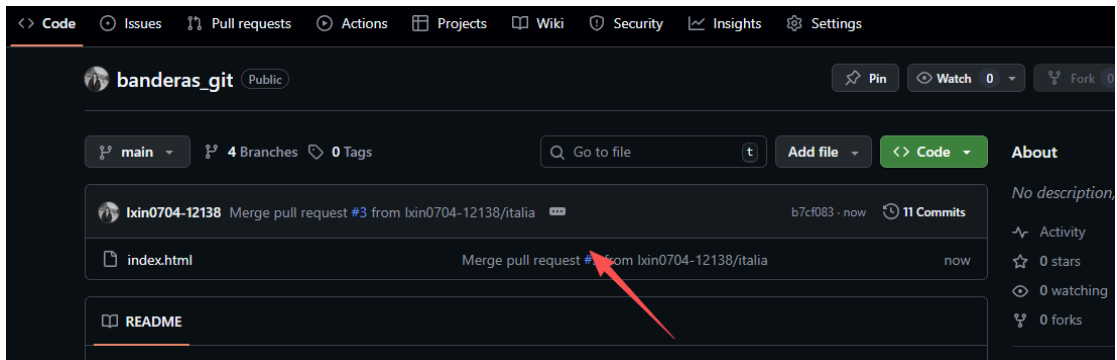 Code Issues Pull requests Actions Projects Wiki Security Insights Settings
banderas_git Public Pin Watch 0 Fork 0
main 4 Branches 0 Tags Go to file t Add file Code About
No description,
lxin0704-12138 Merge pull request #3 from lxin0704-12138/italia b7cf083 · now 11 Commits
Activity
index.html Merge pull request # from lxin0704-12138/italia now
0 stars
0 watching
README
0 forks